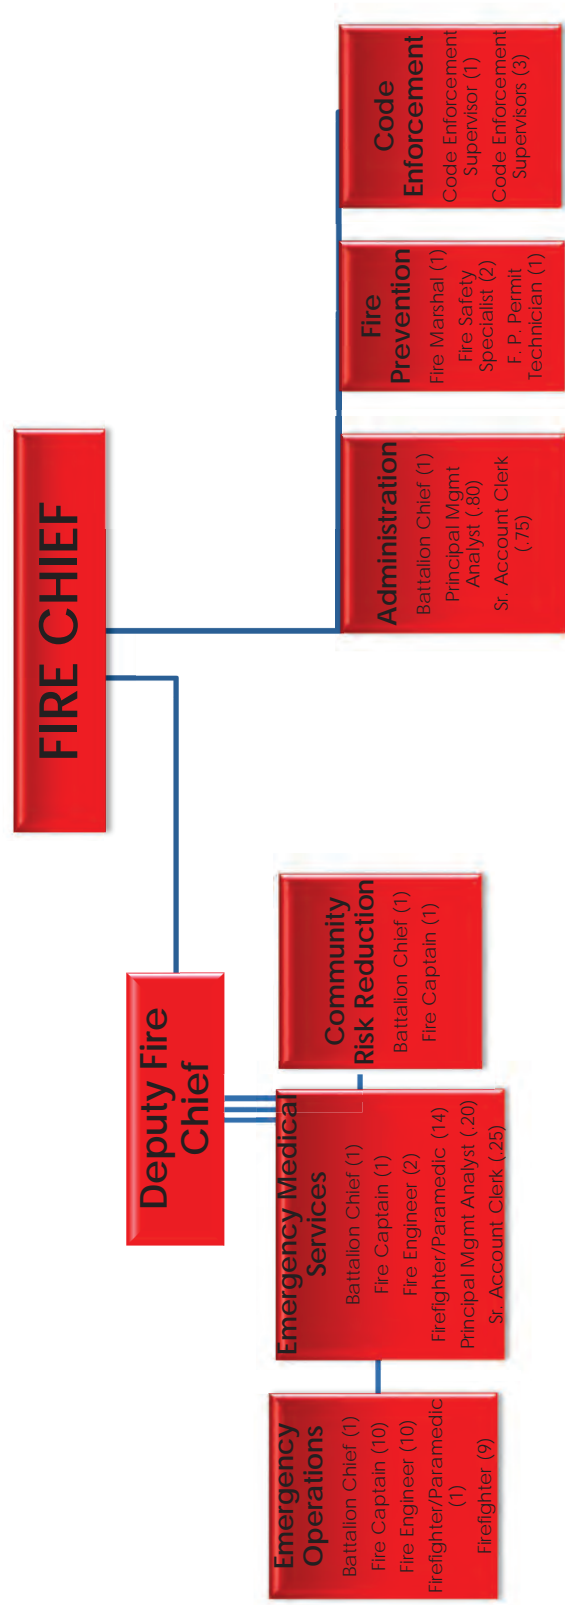 FIRE CHIEF
Deputy Fire
Chief
Emergency
Operations
Battalion Chief (1)
Fire Captain (10)
Fire Engineer (10)
Firefighter/Paramedic
(1)
Firefighter (9)
Emergency Medical
Services
Battalion Chief (1)
Fire Captain (1)
Fire Engineer (2)
Firefighter/Paramedic (14)
Principal Mgmt Analyst (.20)
Sr. Account Clerk (.25)
Community
Risk Reduction
Battalion Chief (1)
Fire Captain (1)
Administration
Battalion Chief (1)
Principal Mgmt
Analyst (.80)
Sr. Account Clerk
(.75)
Fire
Prevention
Fire Marshal (1)
Fire Safety
Specialist (2)
F. P. Permit
Technician (1)
Code
Enforcement
Code Enforcement
Supervisor (1)
Code Enforcement
Supervisors (3)